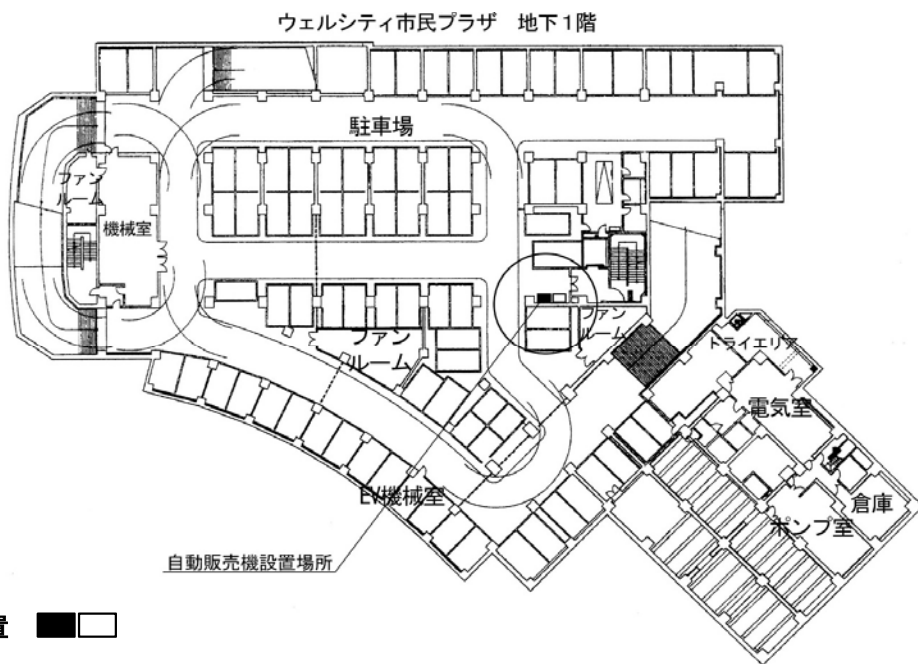 ウェルシティ市民プラザ 地下1階
駐車場
ファン
ルーム
機械室
ファン
ルーム
ファン
ルーム
ドライエリア
電気室
EV機械室
倉庫
ポンプ室
自動販売機設置場所
置